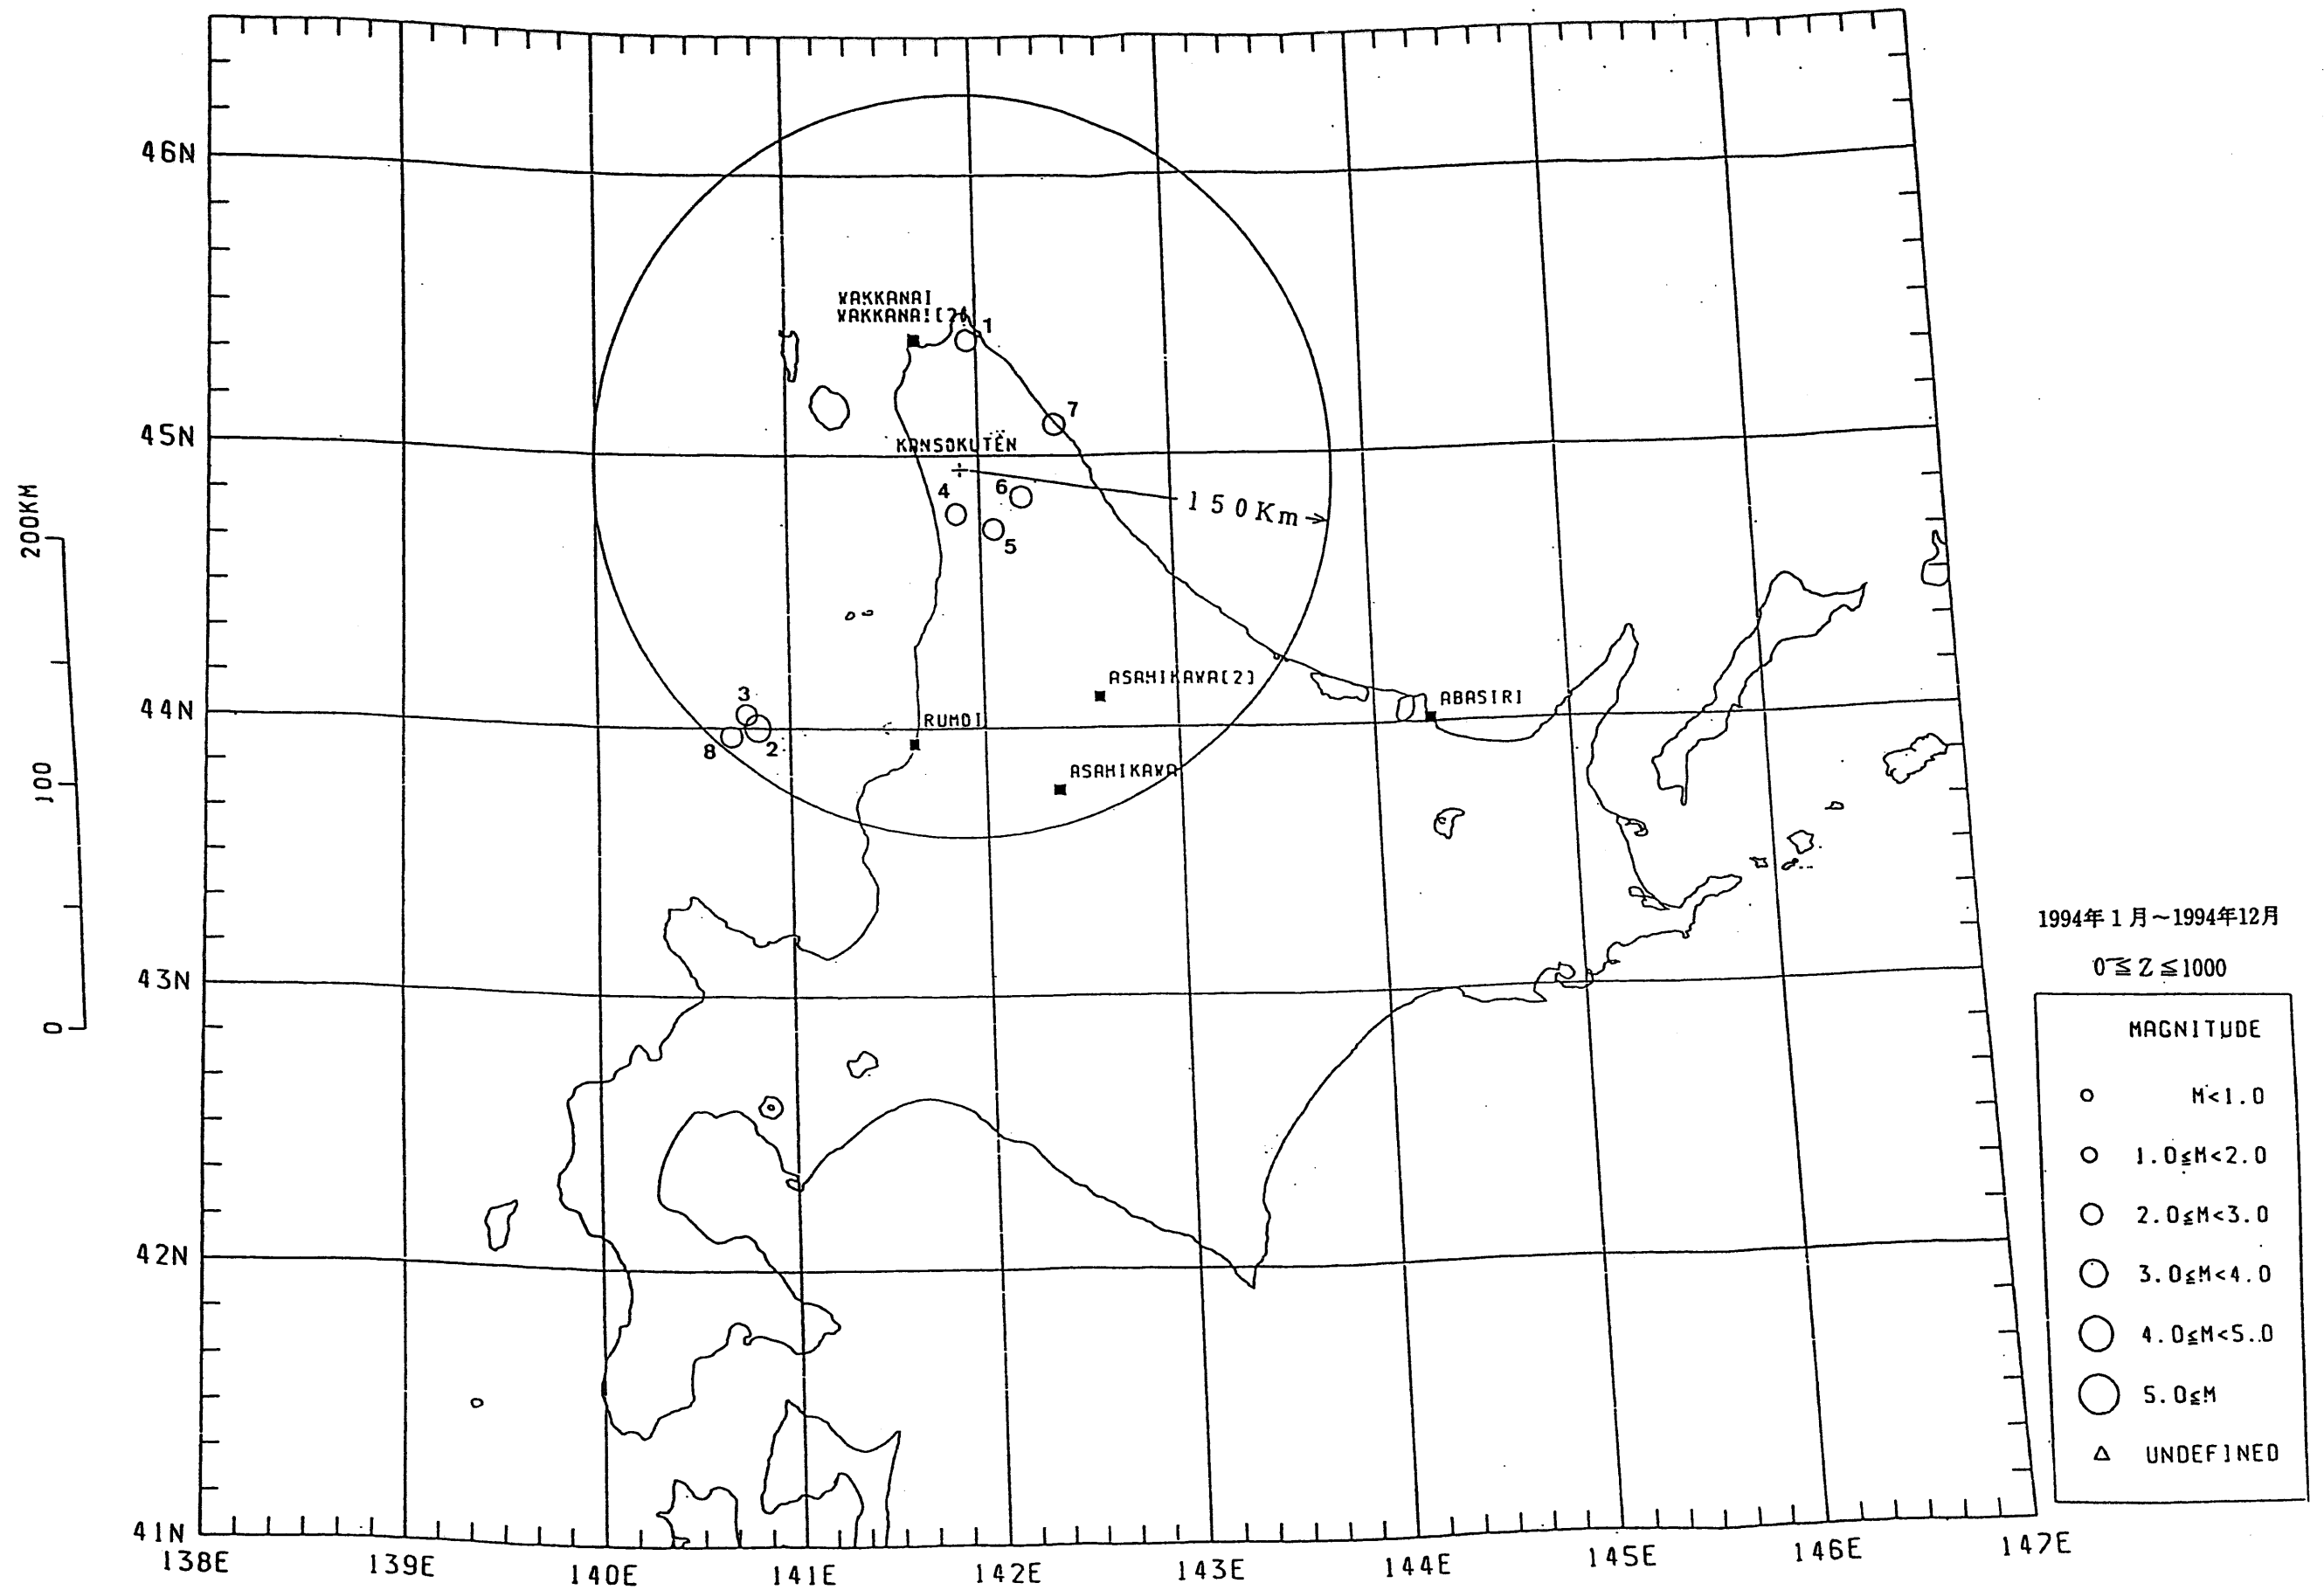 46N
WAKKANAI
WAKKANAI[2]
1
7
45N
KANSOKUTEN
4
6
150Km
5
200KM
ASAHIKAWA[2]
3
ABASIRI
44N
RUMOI
8
2
ASAHIKAWA
100
1994年1月~1994年12月
43N
0≦Z≦1000
0
MAGNITUDE
M<1.0
1.0≦M<2.0
2.0≦M<3.0
42N
3.0≦M<4.0
4.0≦M<5.0
5.0≦M
UNDEFINED
41N
138E
139E
140E
141E
142E
143E
144E
145E
146E
147E